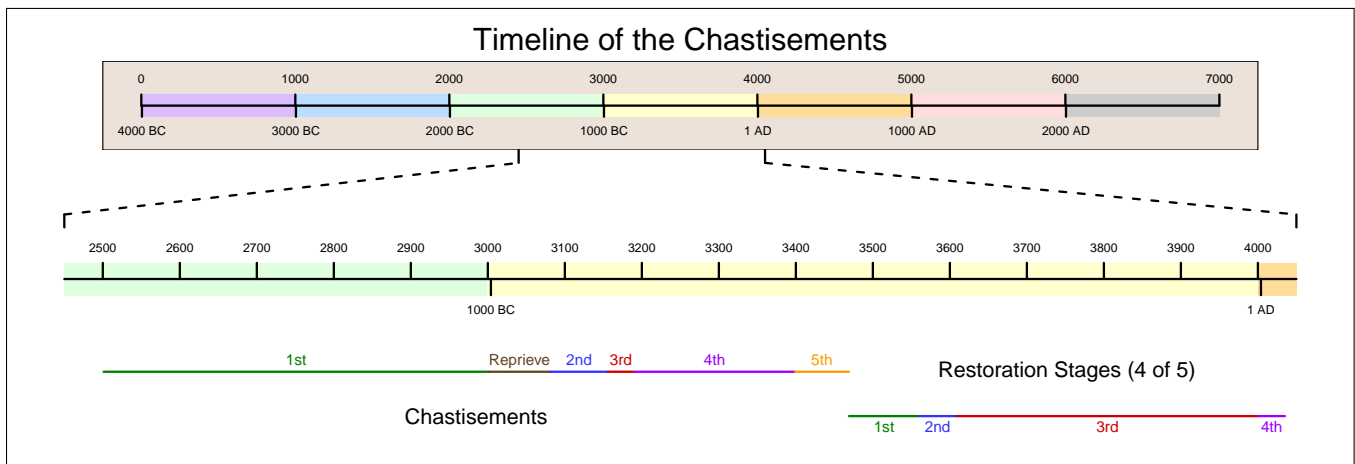 Timeline of the Chastisements
0 1000 2000 3000 4000 5000 6000 7000
4000 BC 3000 BC 2000 BC 1000 BC 1 AD 1000 AD 2000 AD
2500 2600 2700 2800 2900 3000 3100 3200 3300 3400 3500 3600 3700 3800 3900 4000
1000 BC 1 AD
1st Reprieve 2nd 3rd 4th 5th
Restoration Stages (4 of 5)
Chastisements
1st 2nd 3rd 4th